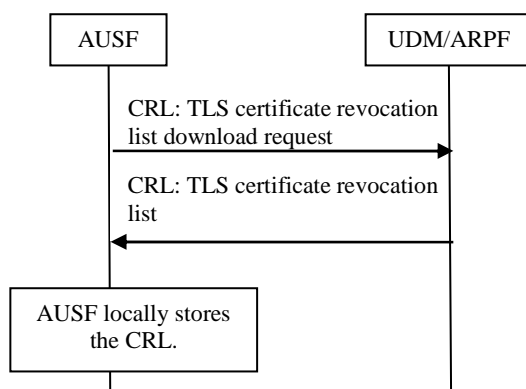 AUSF
UDM/ARPF
CRL: TLS certificate revocation
list download request
CRL: TLS certificate revocation
list
AUSF locally stores
the CRL.